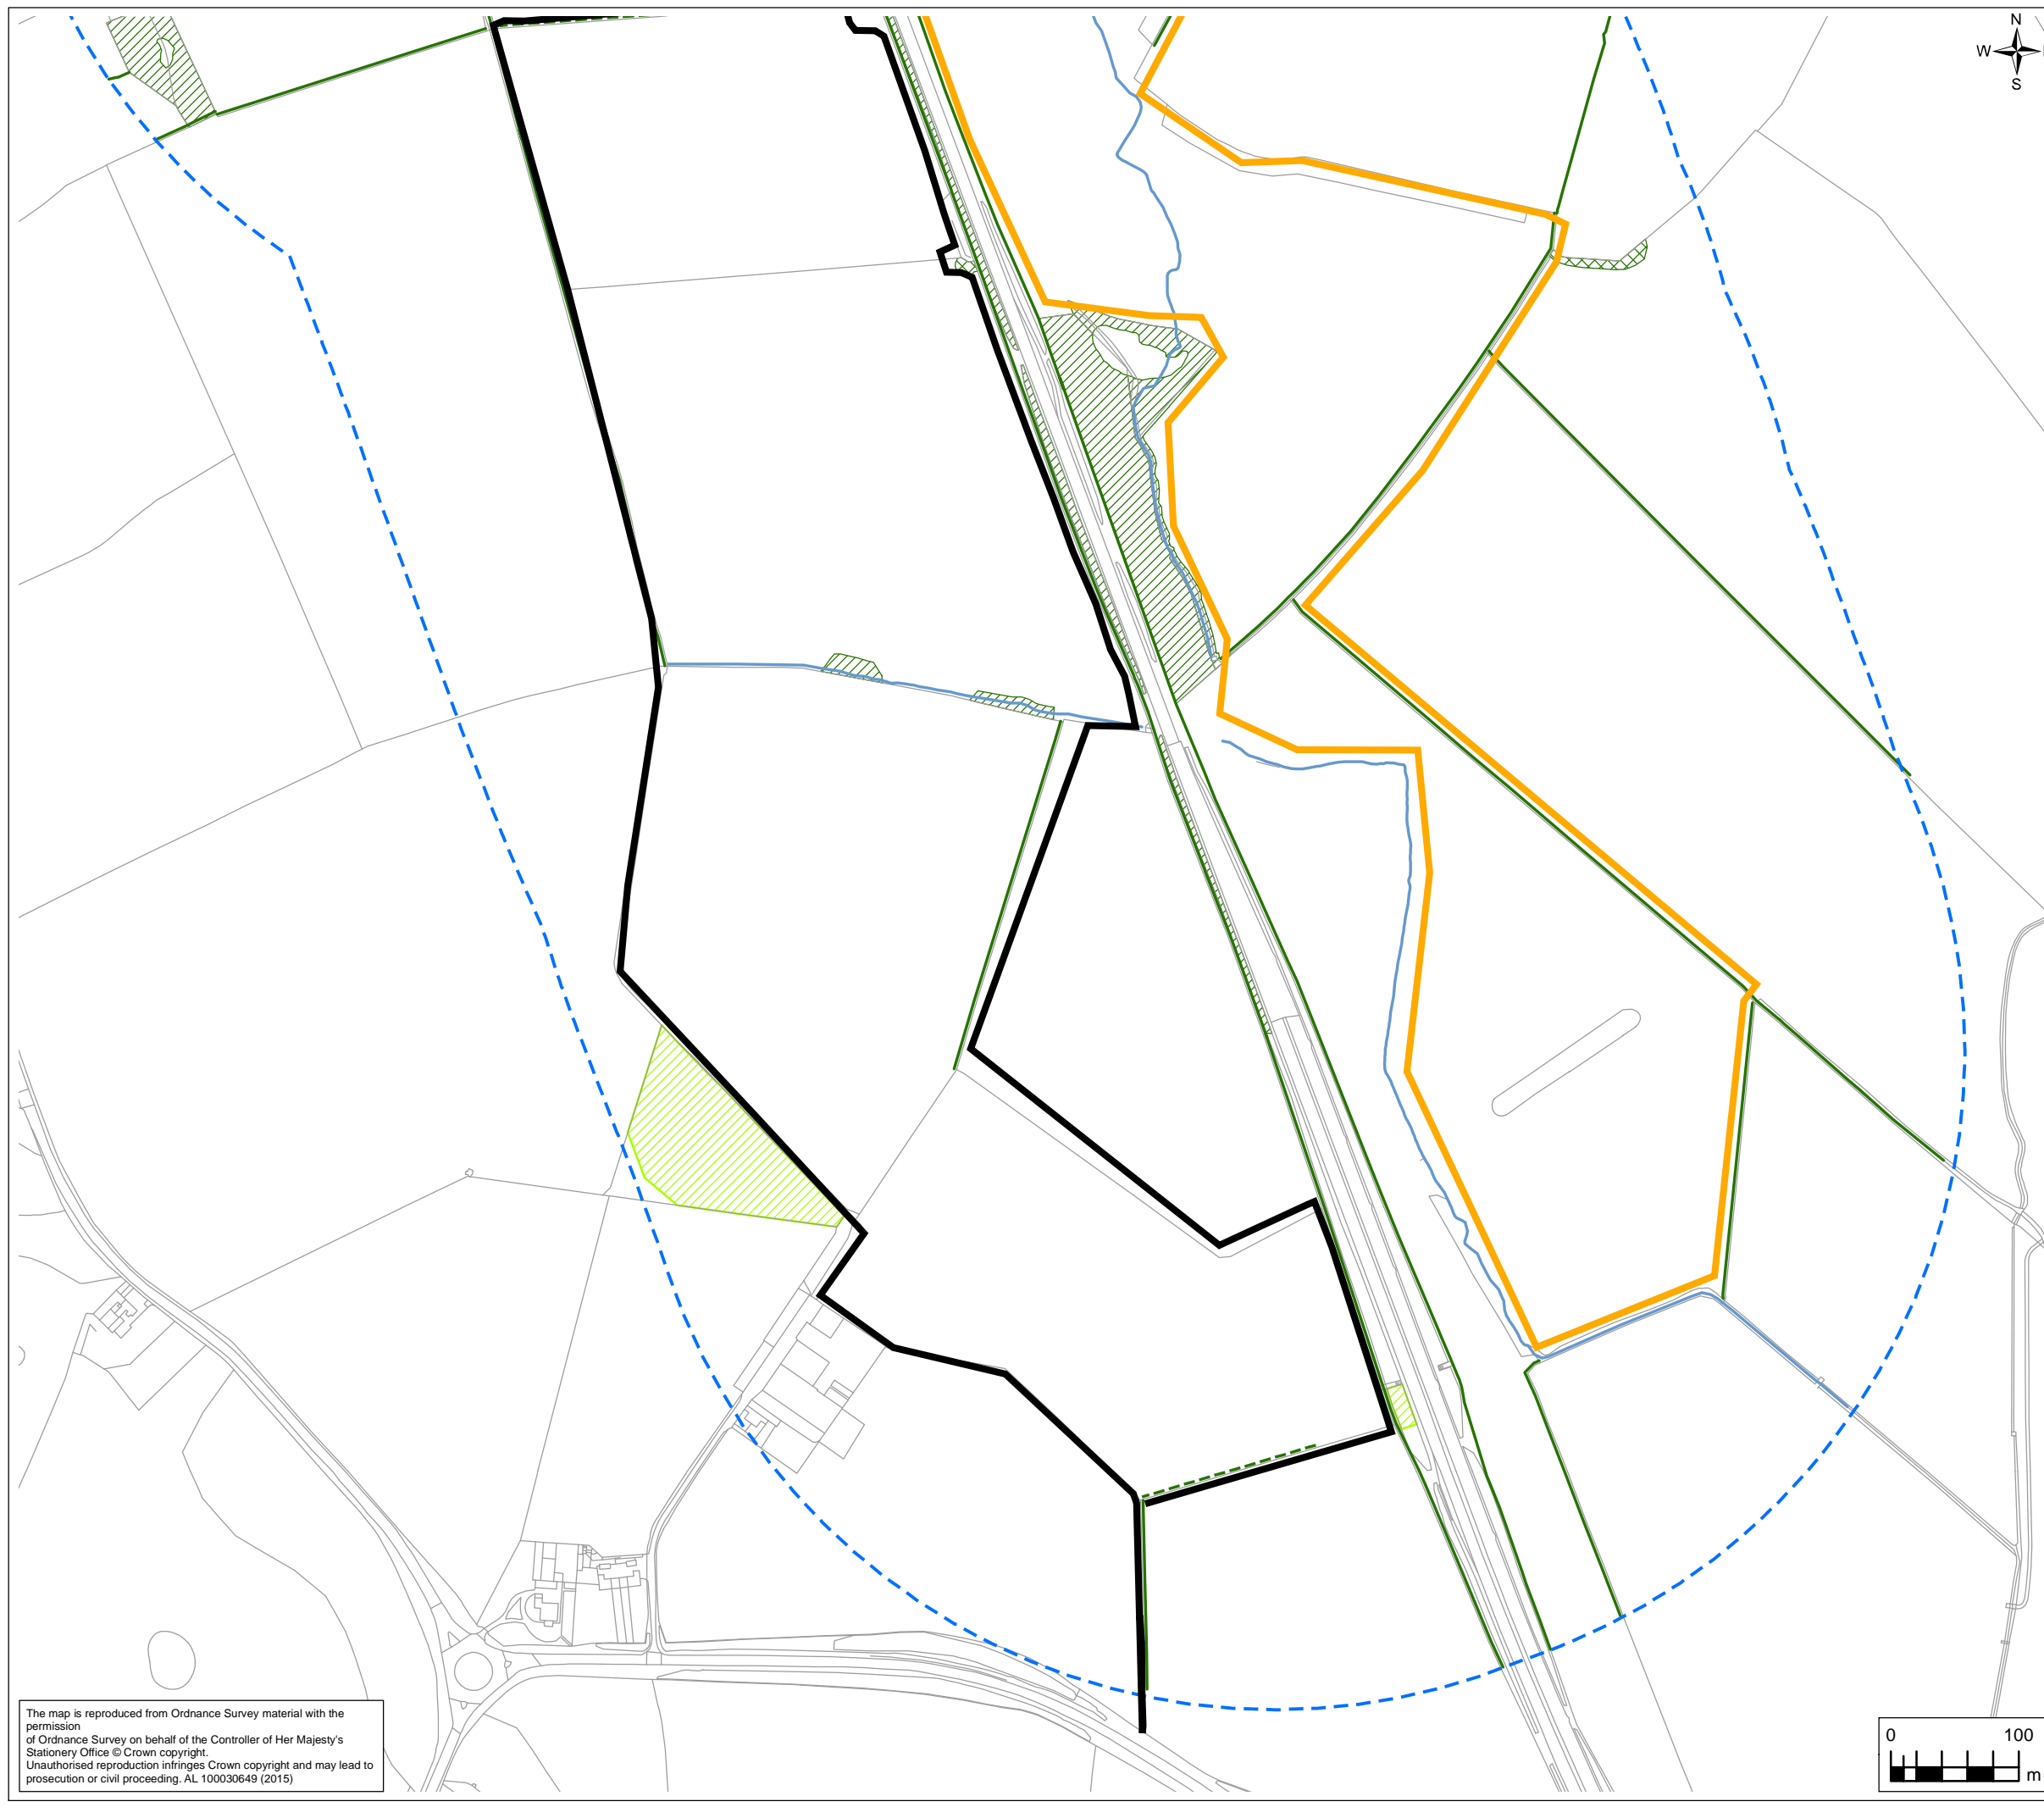 N
W
S
The map is reproduced from Ordnance Survey material with the
permission
of Ordnance Survey on behalf of the Controller of Her Majesty's
Stationery Office © Crown copyright.
Unauthorised reproduction infringes Crown copyright and may lead to
prosecution or civil proceeding. AL 100030649 (2015)
0 100
m